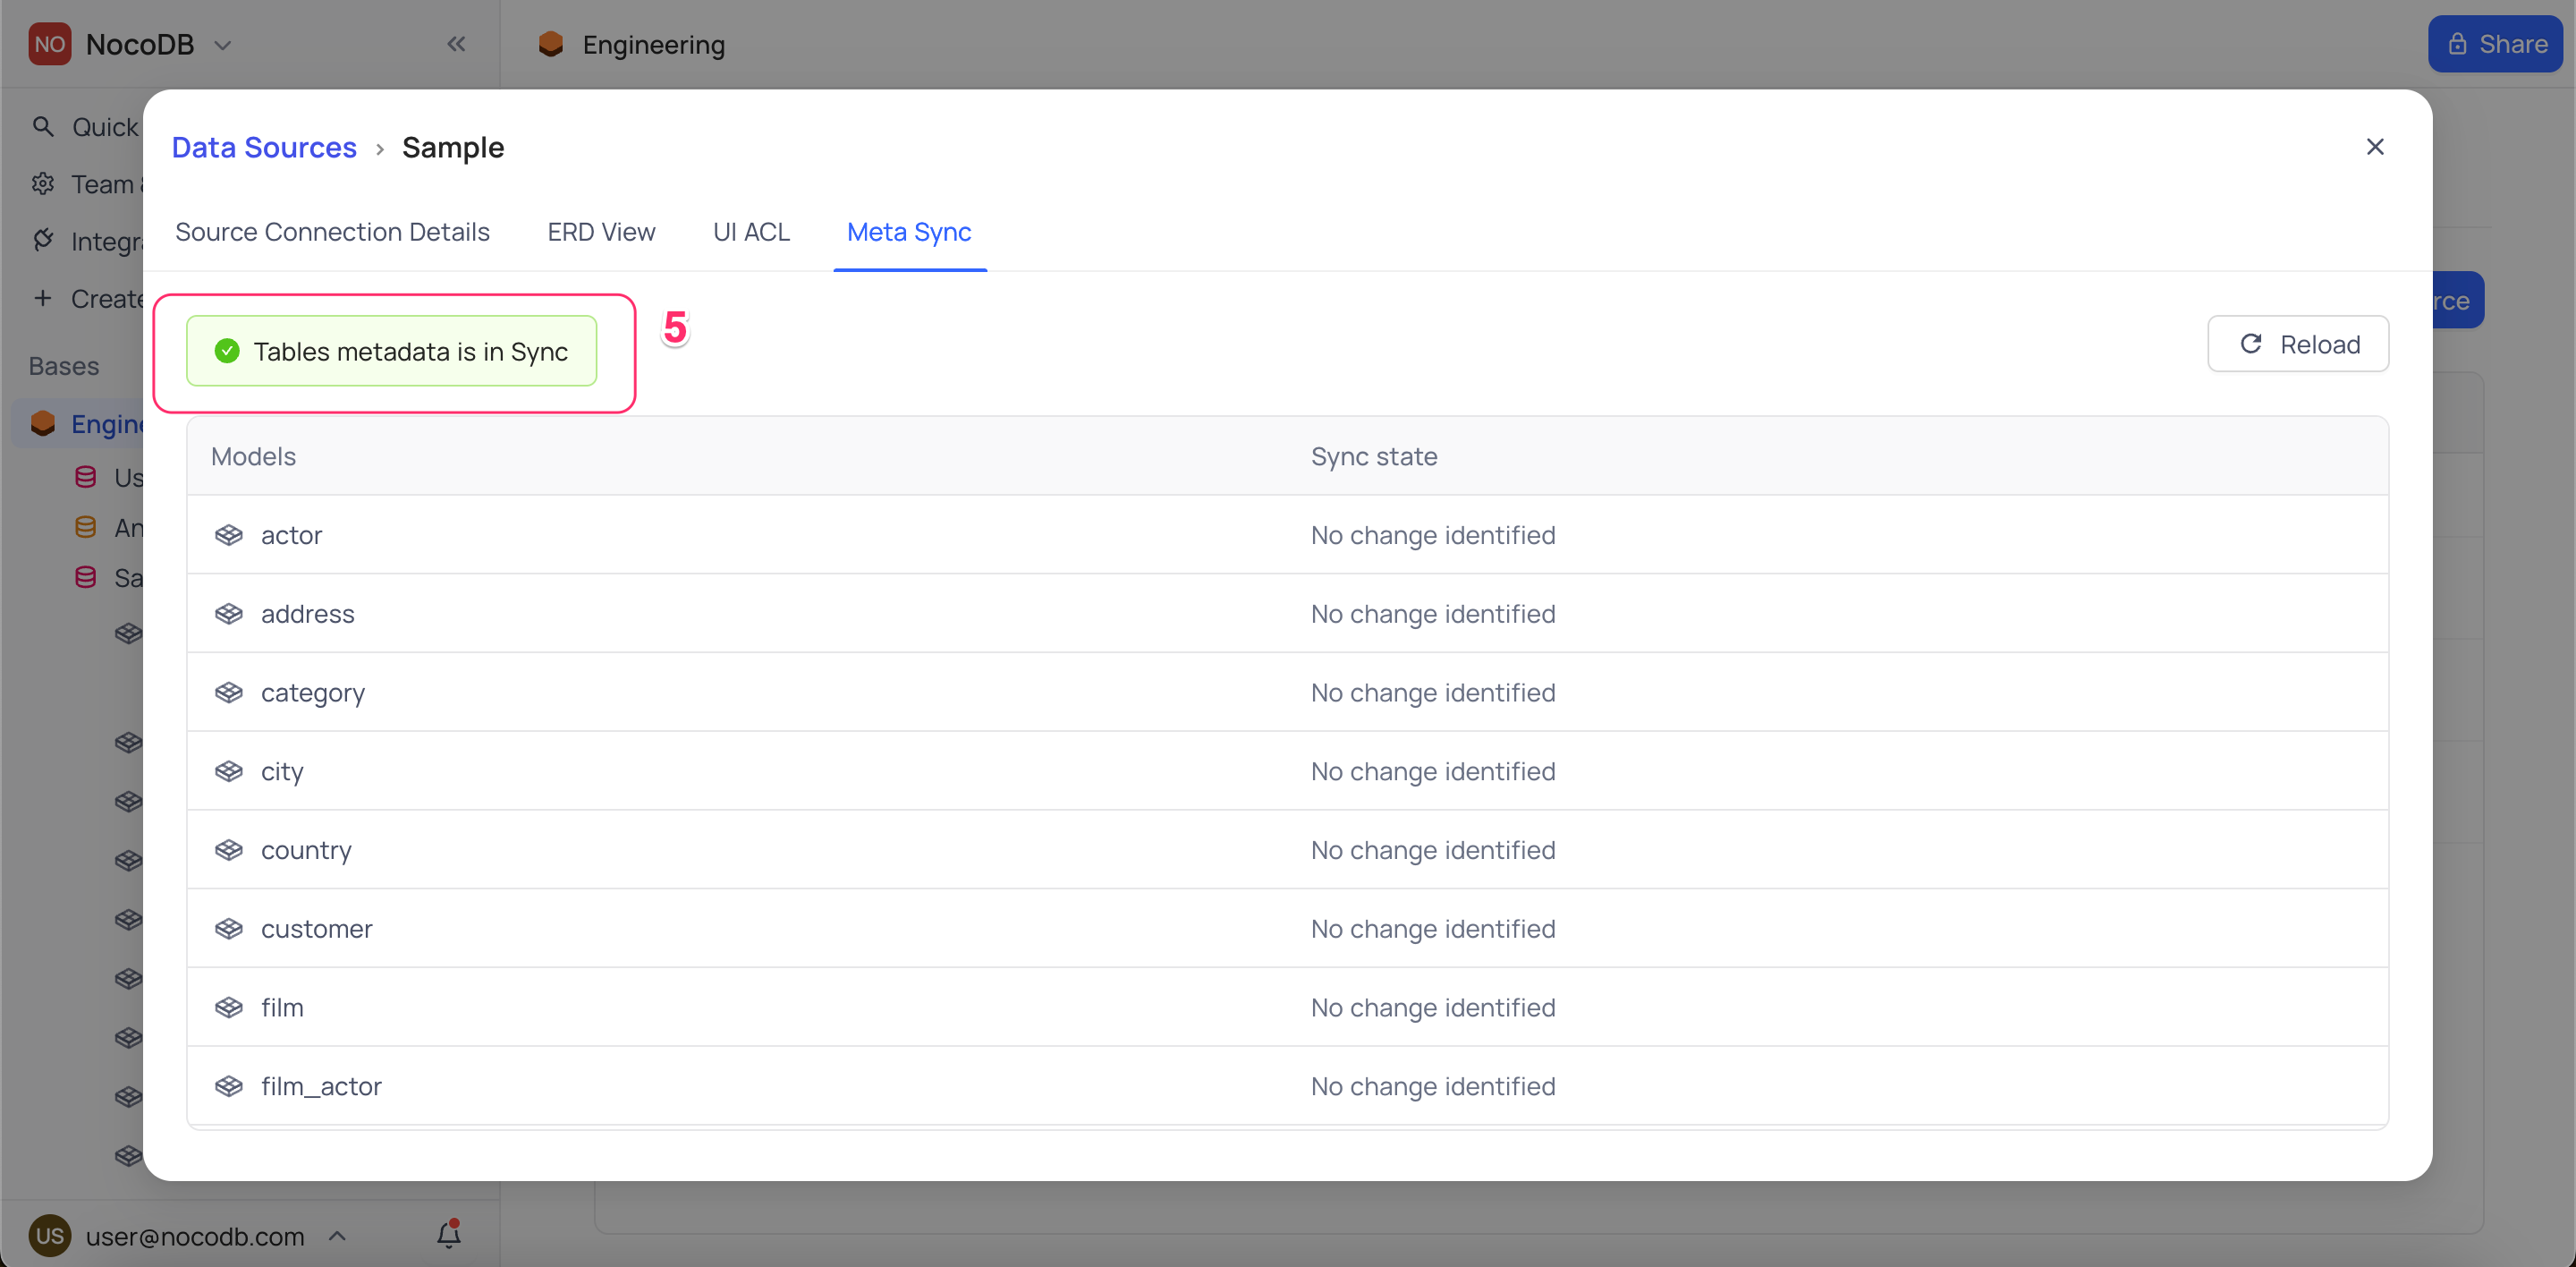 NO NocoDB
Engineering
Share
Quick
Team
Integr
Create
Bases
Engine
Us
An
Sa
Data Sources › Sample
Source Connection Details
ERD View
UI ACL
Meta Sync
Tables metadata is in Sync
5
Reload
rce
Models Sync state
actor No change identified
address No change identified
category No change identified
city No change identified
country No change identified
customer No change identified
film No change identified
film_actor No change identified
US user@nocodb.com